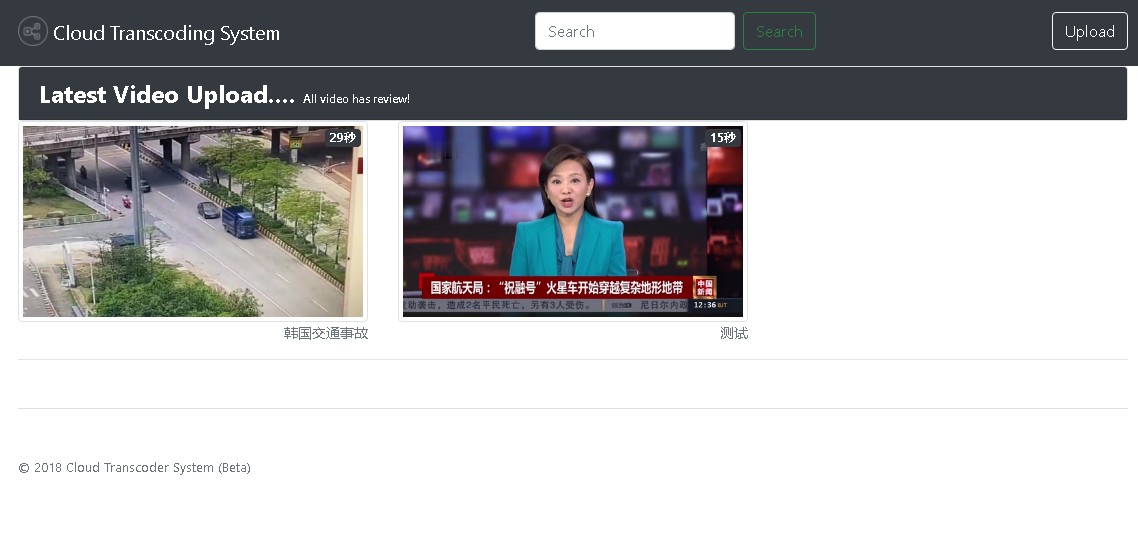 Cloud Transcoding System
Search
Search
Upload
Latest Video Upload.... All video has review!
29秒
15秒
国家航天局：“祝融号”火星车开始穿越复杂地形地带
中国新闻
动袭击，造成2名平民死亡，另有3人受伤。
尼日尔内政
12:36 BJT
韩国交通事故
测试
© 2018 Cloud Transcoder System (Beta)